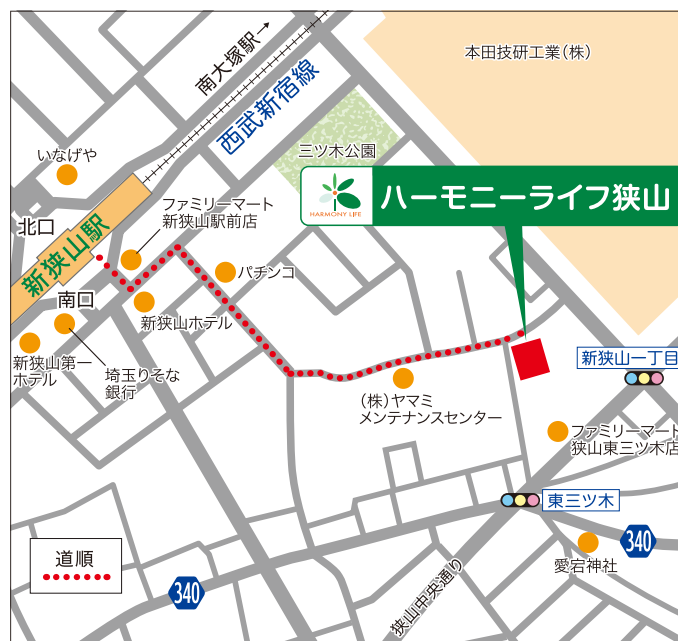 本田技研工業(株)
南大塚駅→
西武新宿線
三ツ木公園
いなげや
HARMONY LIFE
ハーモニーライフ狭山
ファミリーマート
新狭山駅前店
北口
新狭山駅
南口
パチンコ
新狭山ホテル
新狭山第一
ホテル
埼玉りそな
銀行
新狭山一丁目
(株)ヤマミ
メンテナンスセンター
ファミリーマート
狭山東三ツ木店
東三ツ木
340
愛宕神社
道順
340
狭山中央通り